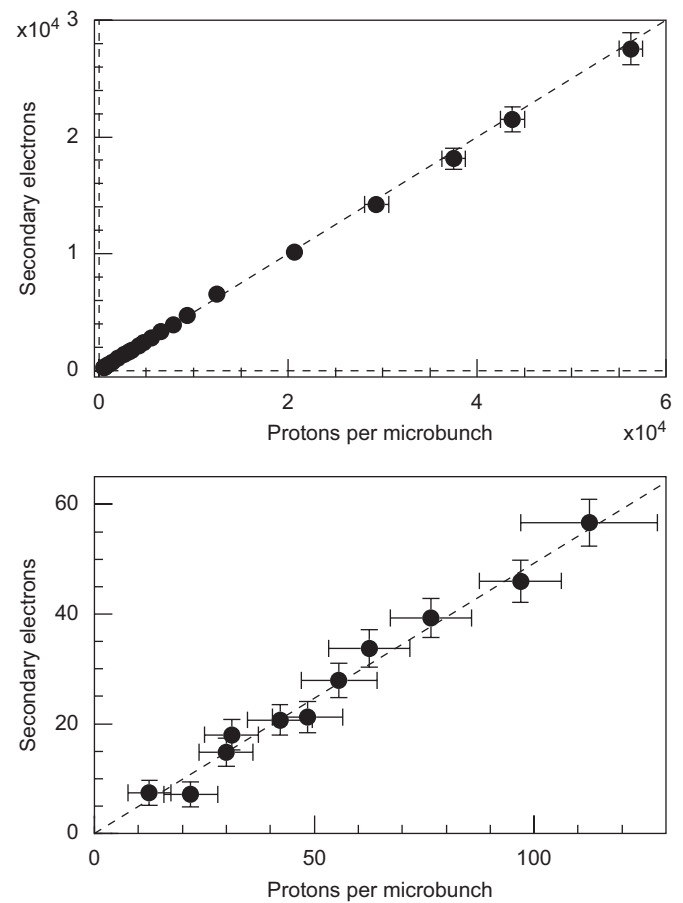 x10⁴ 3
Secondary electrons
2
1
0
0 2 4 6
Protons per microbunch x10⁴
60
Secondary electrons
40
20
0
0 50 100
Protons per microbunch